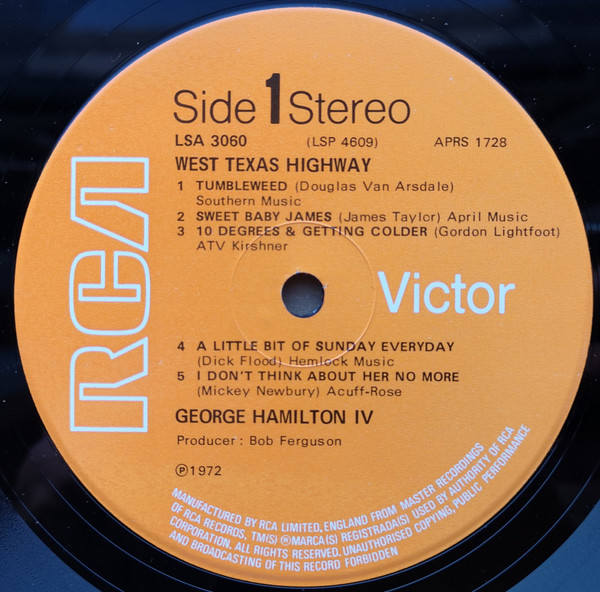 Side 1 Stereo
LSA 3060 (LSP 4609) APRS 1728
WEST TEXAS HIGHWAY
1 TUMBLEWEED (Douglas Van Arsdale)
Southern Music
2 SWEET BABY JAMES (James Taylor) April Music
3 10 DEGREES & GETTING COLDER (Gordon Lightfoot)
ATV Kirshner
RCA
Victor
4 A LITTLE BIT OF SUNDAY EVERYDAY
(Dick Flood) Hemlock Music
5 I DON'T THINK ABOUT HER NO MORE
(Mickey Newbury) Acuff-Rose
GEORGE HAMILTON IV
Producer : Bob Ferguson
℗ 1972
MANUFACTURED BY RCA LIMITED, ENGLAND FROM MASTER RECORDINGS
OF RCA RECORDS, TM(S) ® MARCA(S) REGISTRADA(S) USED BY AUTHORITY OF RCA
CORPORATION. ALL RIGHTS RESERVED. UNAUTHORISED COPYING, PUBLIC PERFORMANCE
AND BROADCASTING OF THIS RECORD FORBIDDEN